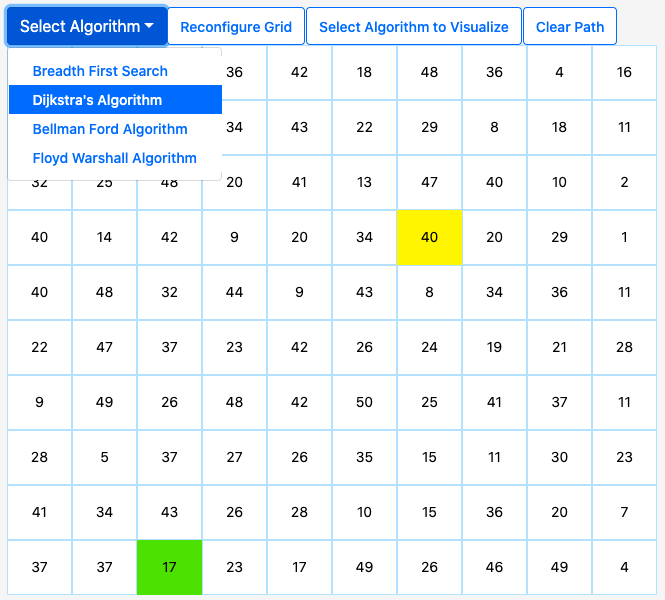 Select Algorithm Reconfigure Grid Select Algorithm to Visualize Clear Path
Breadth First Search
Dijkstra's Algorithm
Bellman Ford Algorithm
Floyd Warshall Algorithm
36 42 18 48 36 4 16
34 43 22 29 8 18 11
32 25 48 20 41 13 47 40 10 2
40 14 42 9 20 34 40 20 29 1
40 48 32 44 9 43 8 34 36 11
22 47 37 23 42 26 24 19 21 28
9 49 26 48 42 50 25 41 37 11
28 5 37 27 26 35 15 11 30 23
41 34 43 26 28 10 15 36 20 7
37 37 17 23 17 49 26 46 49 4